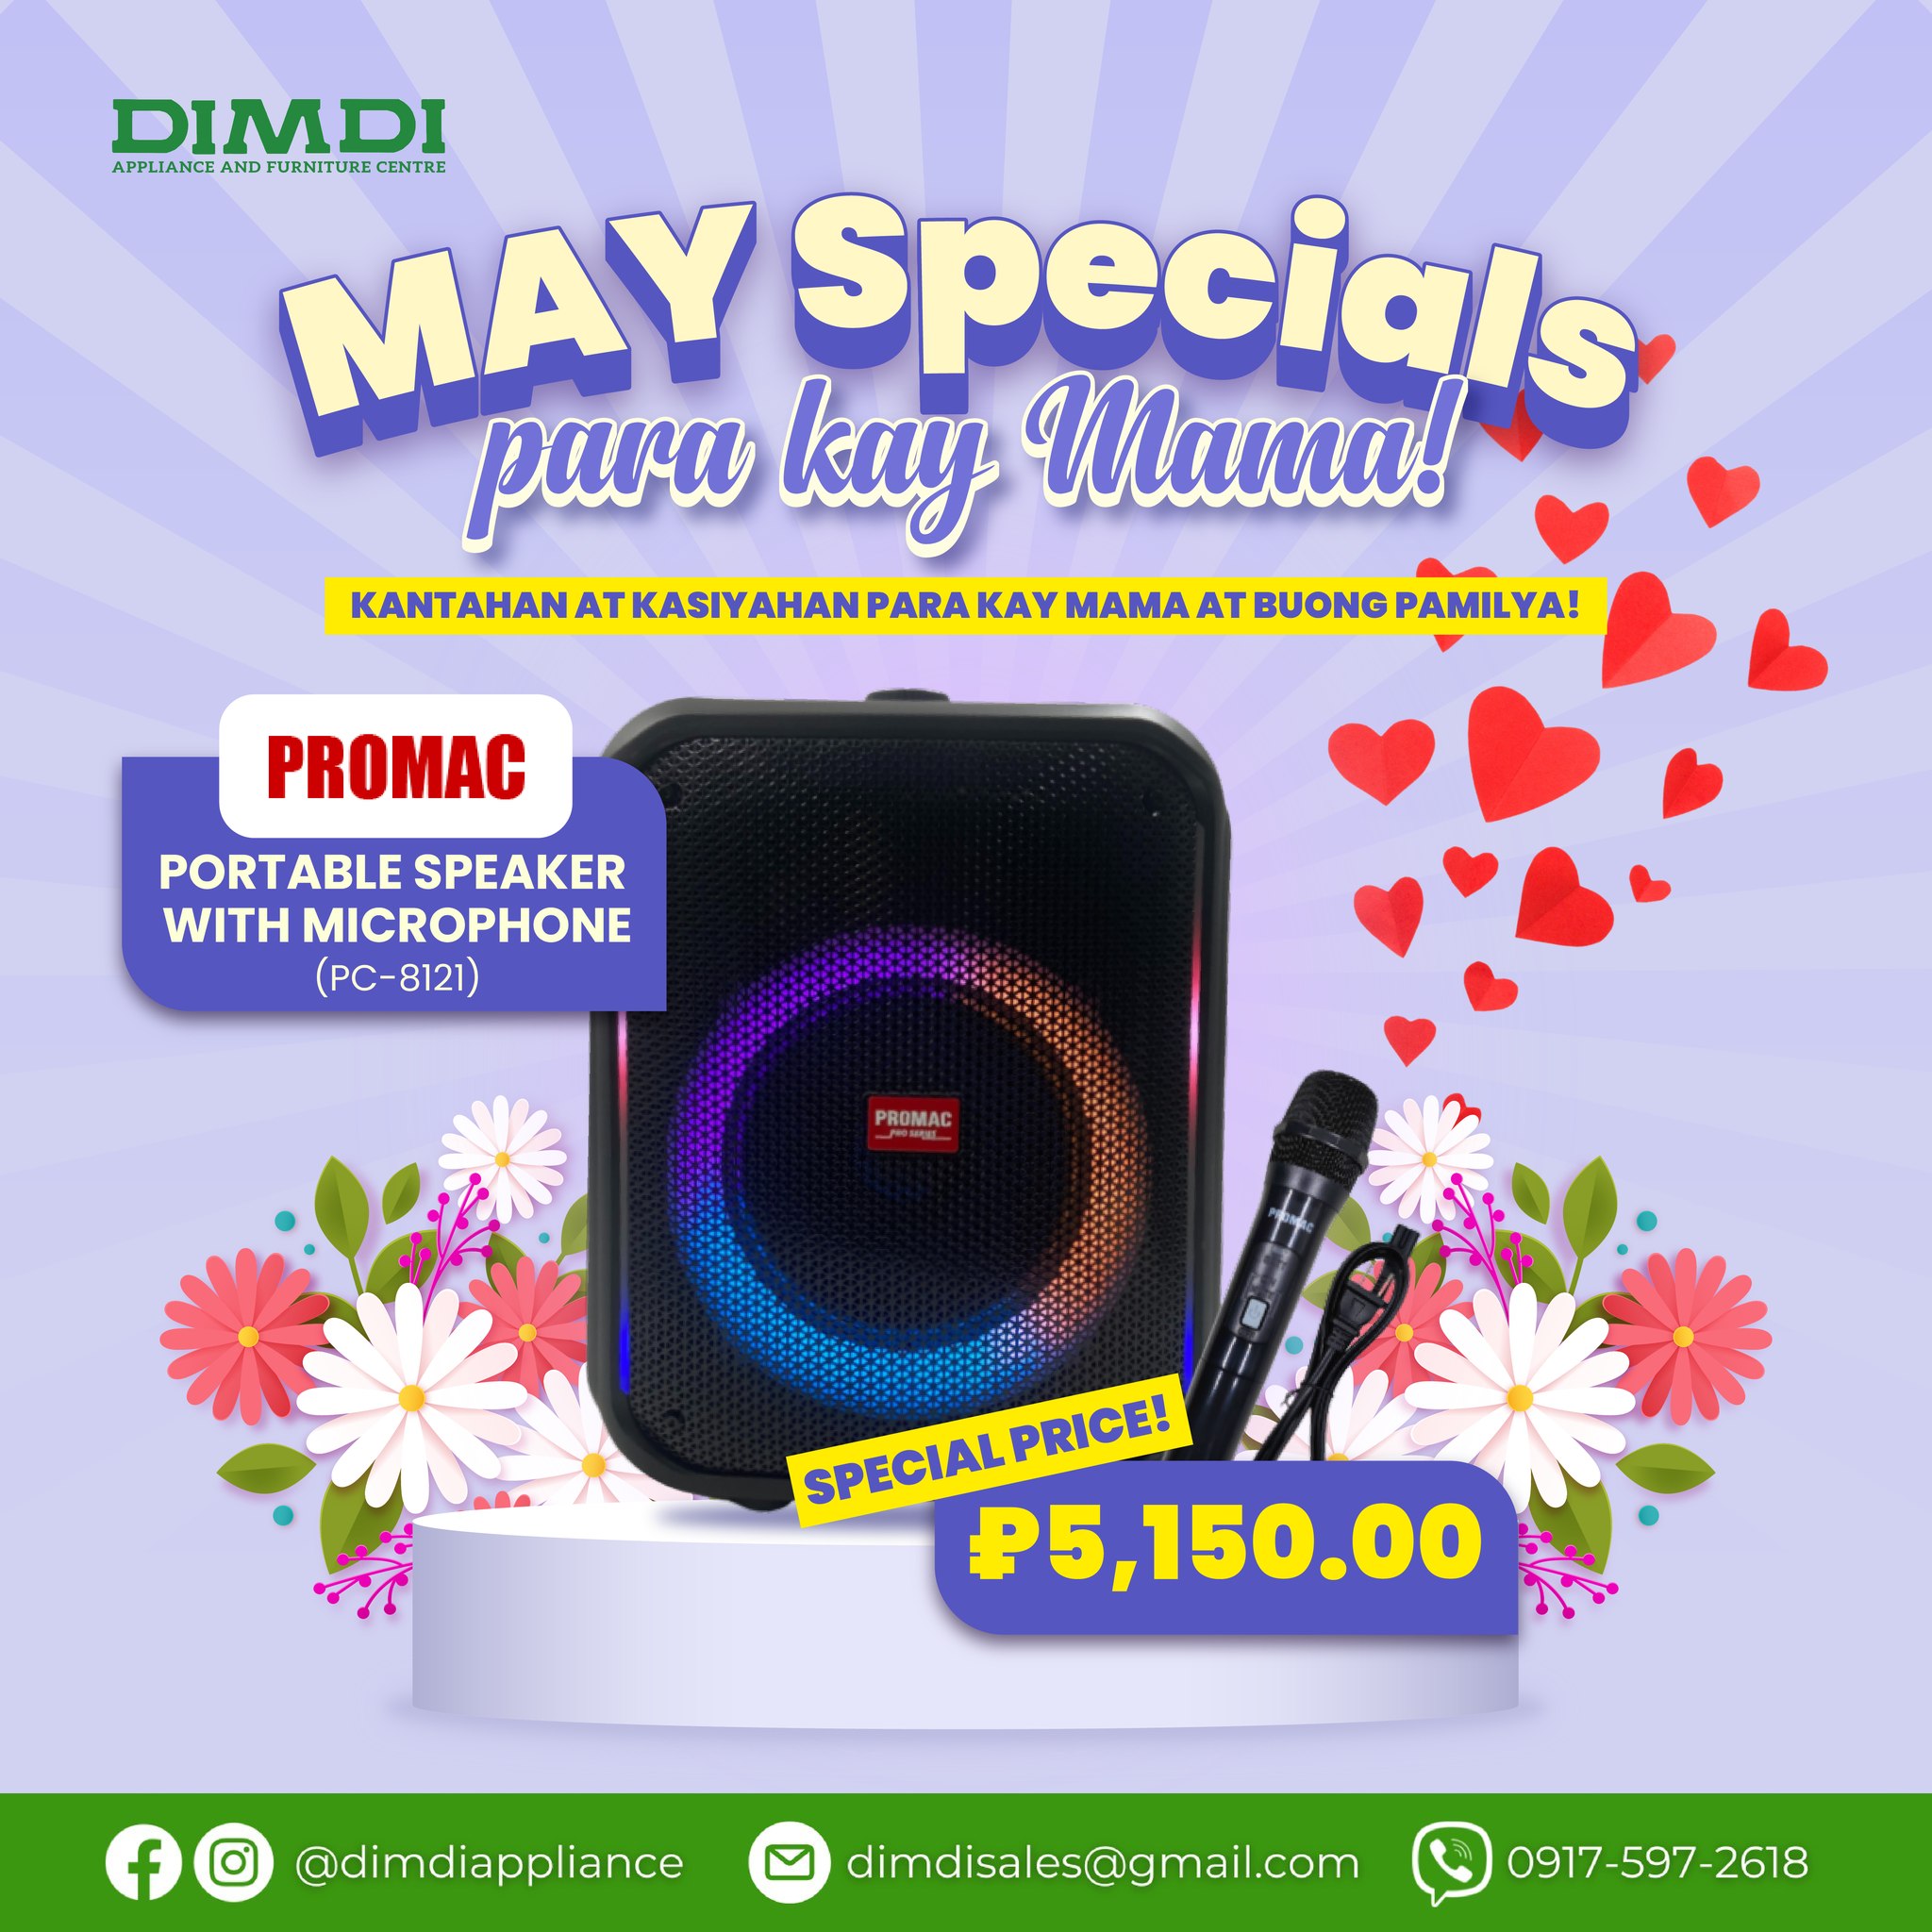 DIMDI
APPLIANCE AND FURNITURE CENTRE
MAY Specials
para kay Mama!
KANTAHAN AT KASIYAHAN PARA KAY MAMA AT BUONG PAMILYA!
PROMAC
PORTABLE SPEAKER
WITH MICROPHONE
(PC-8121)
PROMAC
PRO SERIES
PROMAC
SPECIAL PRICE!
₽5,150.00
@dimdiappliance
dimdisales@gmail.com
0917-597-2618